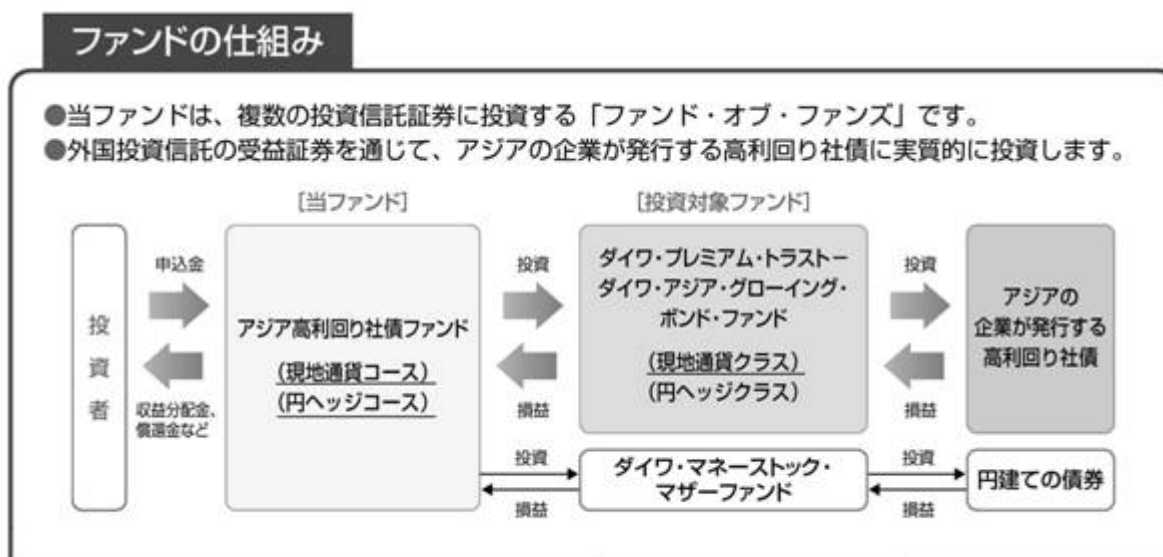 ファンドの仕組み
●当ファンドは、複数の投資信託証券に投資する「ファンド・オブ・ファンズ」です。
●外国投資信託の受益証券を通じて、アジアの企業が発行する高利回り社債に実質的に投資します。
[当ファンド]
[投資対象ファンド]
投資者
申込金
収益分配金、
償還金など
アジア高利回り社債ファンド
(現地通貨コース)
(円ヘッジコース)
投資
損益
ダイワ・プレミアム・トラスト－
ダイワ・アジア・グローイング・
ボンド・ファンド
(現地通貨クラス)
(円ヘッジクラス)
投資
損益
アジアの
企業が発行する
高利回り社債
投資
損益
ダイワ・マネーストック・
マザーファンド
投資
損益
円建ての債券